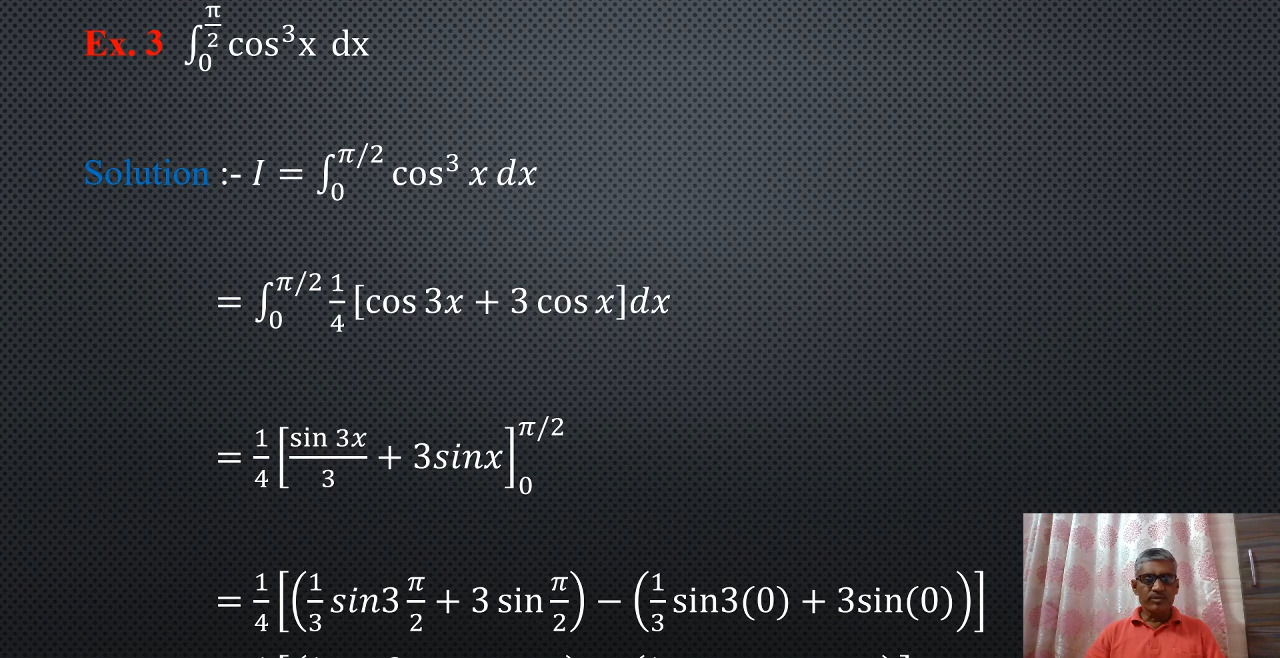 Ex. 3 ∫₀^(π/2) cos³x dx
Solution :- I = ∫₀^(π/2) cos³ x dx
= ∫₀^(π/2) 1/4 [cos 3x + 3 cos x]dx
= 1/4 [sin 3x/3 + 3sinx]₀^(π/2)
= 1/4 [(1/3 sin3 π/2 + 3 sin π/2) − (1/3 sin3(0) + 3sin(0))]